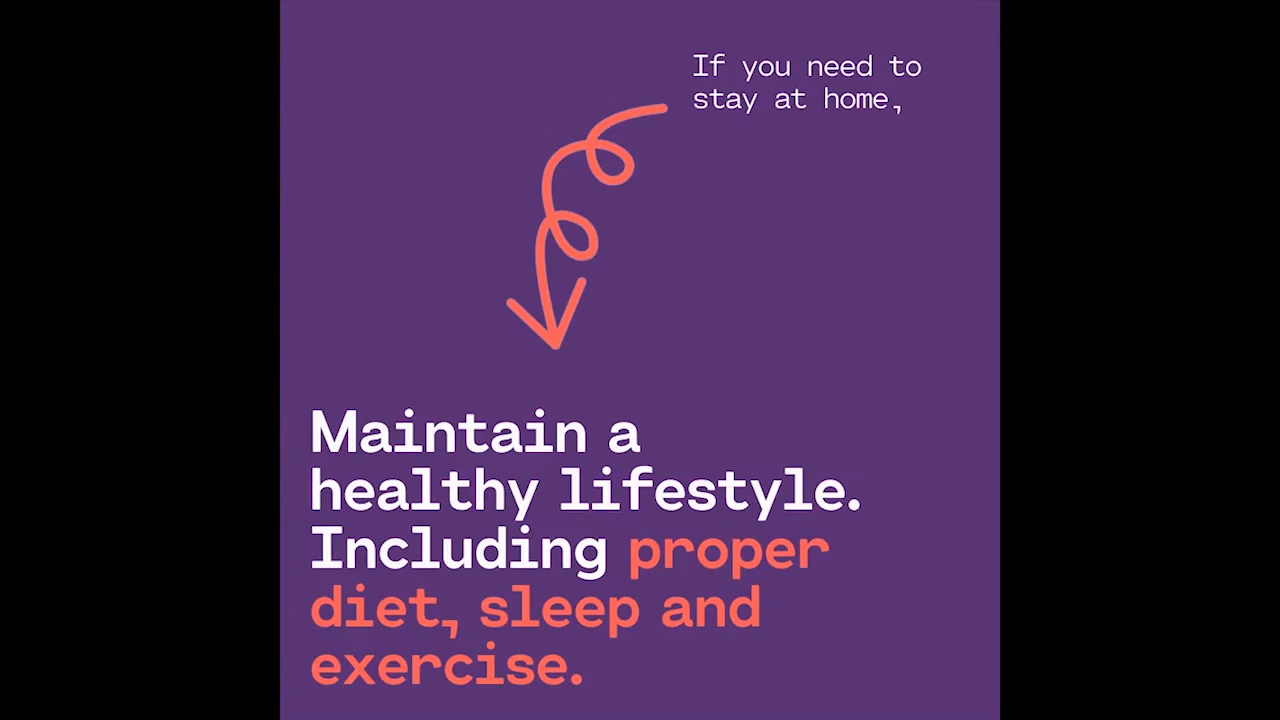 If you need to
stay at home,
Maintain a
healthy lifestyle.
Including proper
diet, sleep and
exercise.